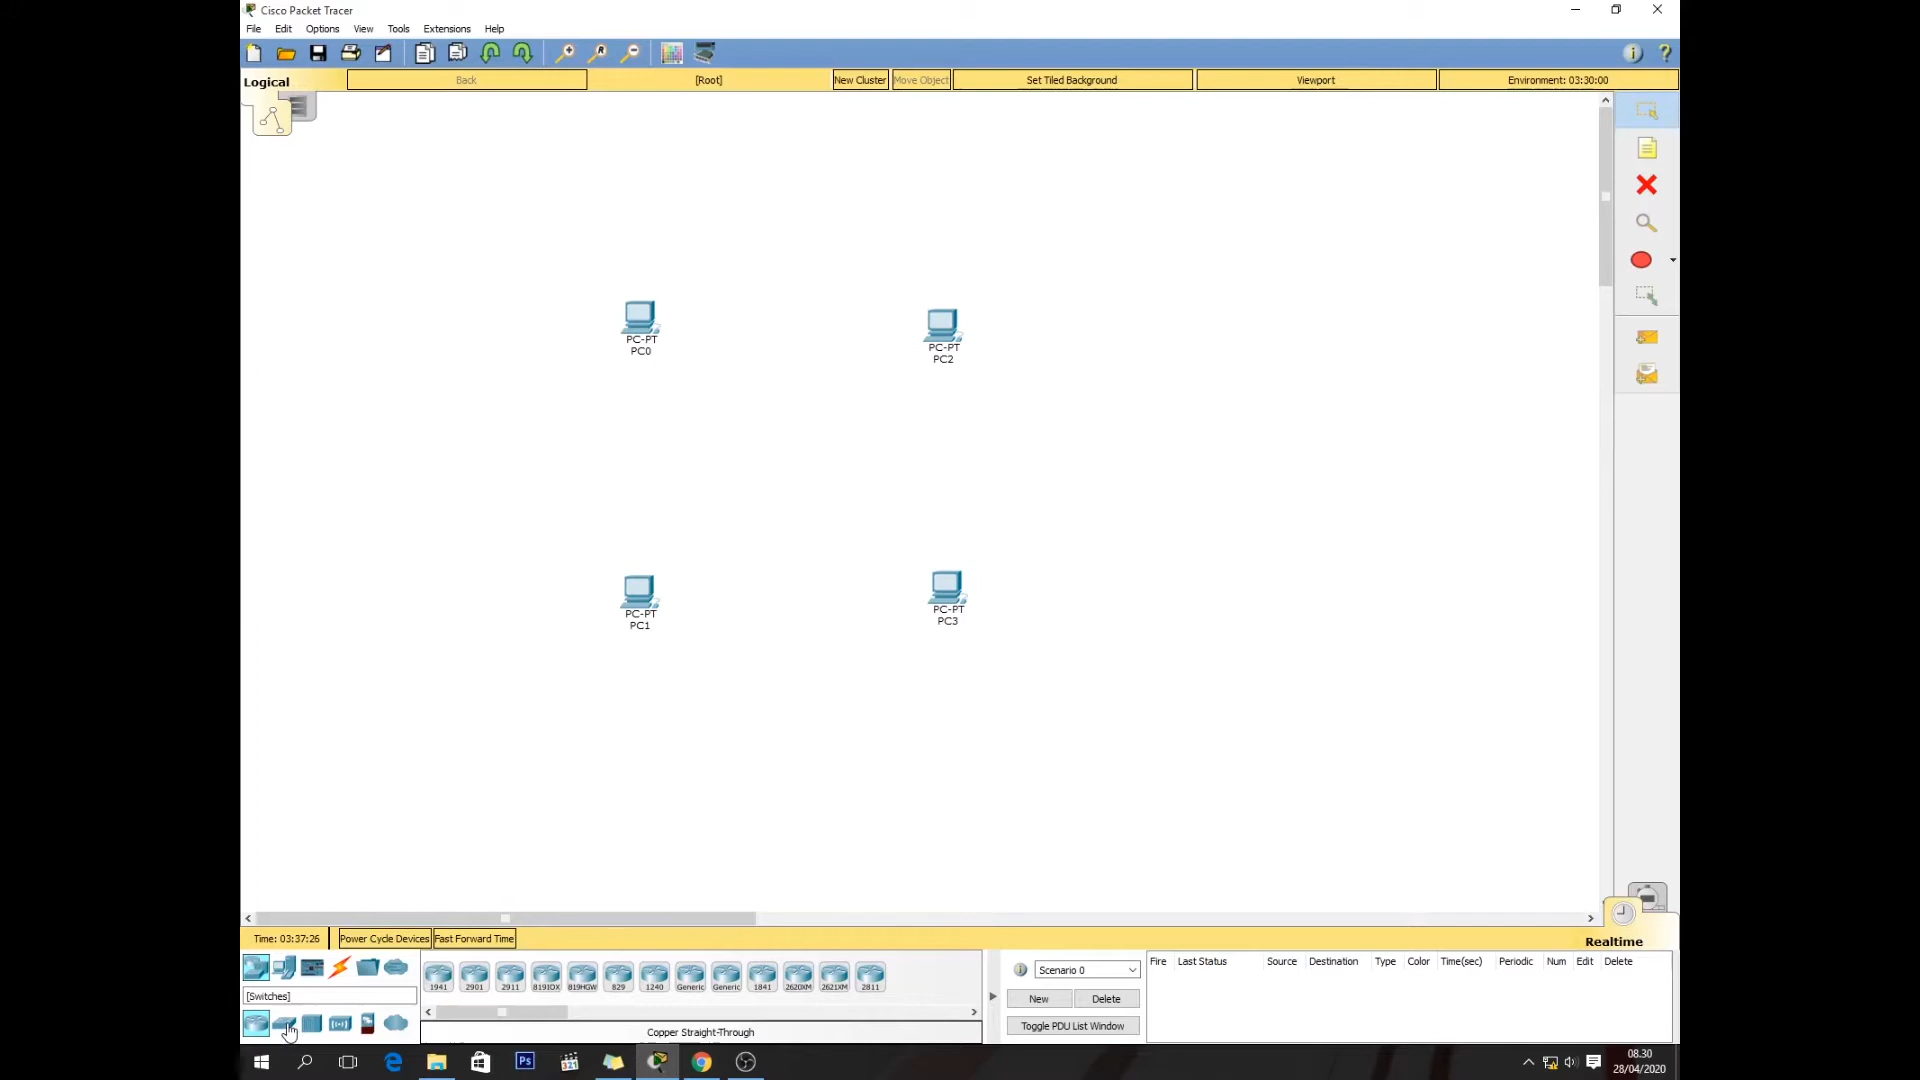 Cisco Packet Tracer
File Edit Options View Tools Extensions Help
Logical Back [Root] New Cluster Move Object Set Tiled Background Viewport Environment: 03:30:00
PC-PT
PC0
PC-PT
PC2
PC-PT
PC1
PC-PT
PC3
Time: 03:37:26 Power Cycle Devices Fast Forward Time
Realtime
[Switches]
1941 2901 2911 819IOX 819HGW 829 1240 Generic Generic 1841 2620XM 2621XM 2811
Copper Straight-Through
Scenario 0
New Delete
Toggle PDU List Window
Fire Last Status Source Destination Type Color Time(sec) Periodic Num Edit Delete
Ps
321
08.30
28/04/2020